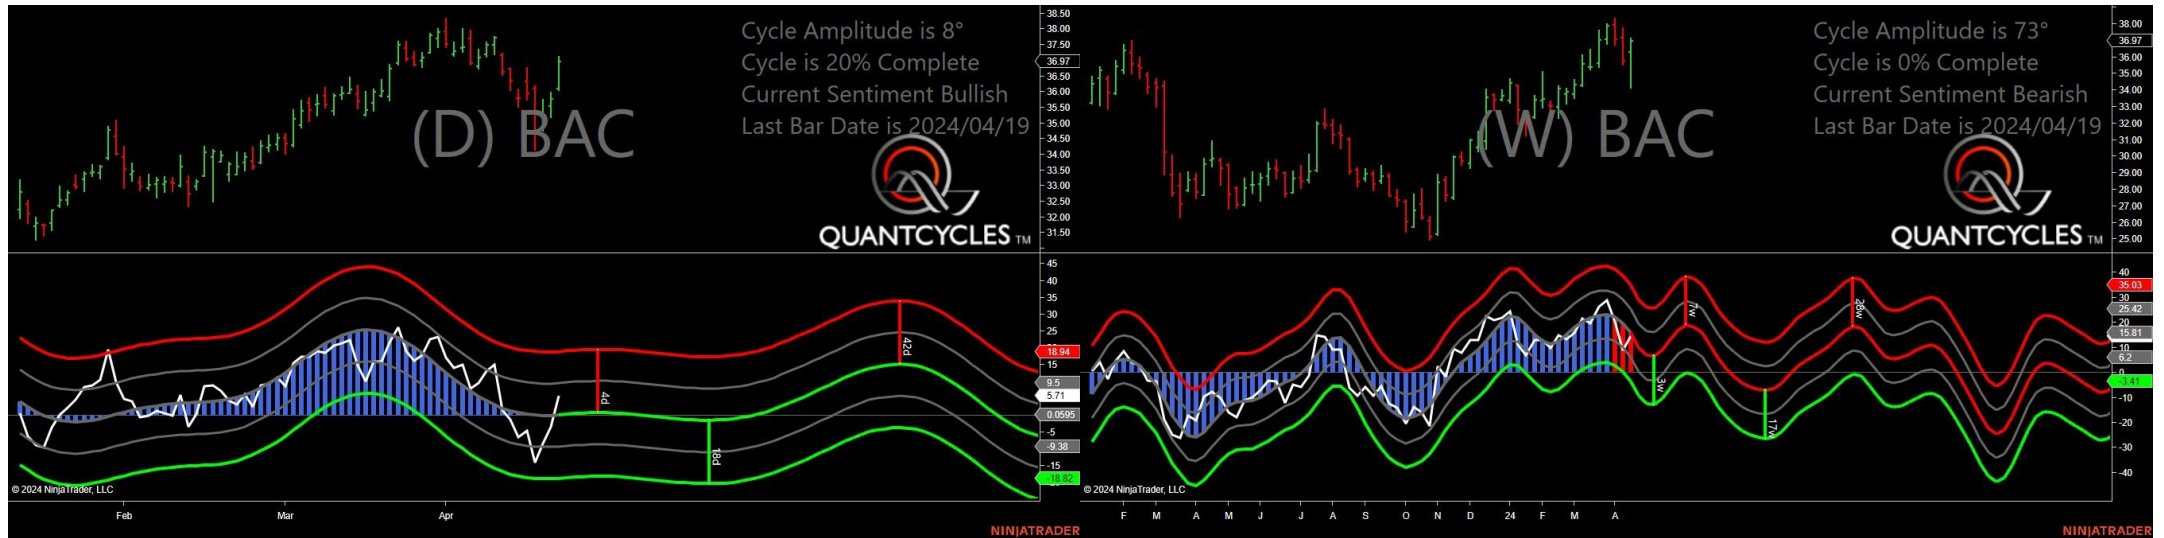 Cycle Amplitude is 8°
Cycle is 20% Complete
Current Sentiment Bullish
Last Bar Date is 2024/04/19
(D) BAC
QUANTCYCLES TM
38.50
38.00
37.50
36.97
36.50
36.00
35.50
35.00
34.50
34.00
33.50
33.00
32.50
32.00
31.50
45
40
35
30
25
18.94
15
9.5
5.71
0.0595
-5
-9.38
-15
-18.82
4d
18d
42d
© 2024 NinjaTrader, LLC
Feb
Mar
Apr
NINJATRADER
Cycle Amplitude is 73°
Cycle is 0% Complete
Current Sentiment Bearish
Last Bar Date is 2024/04/19
(W) BAC
QUANTCYCLES TM
38.00
36.97
36.00
35.00
34.00
33.00
32.00
31.00
30.00
29.00
28.00
27.00
26.00
25.00
40
35.03
30
25.42
20
15.81
10
6.2
0
-3.41
-10
-20
-30
-40
7w
3w
17w
28w
© 2024 NinjaTrader, LLC
F
M
A
M
J
J
A
S
O
N
D
24
F
M
A
NINJATRADER